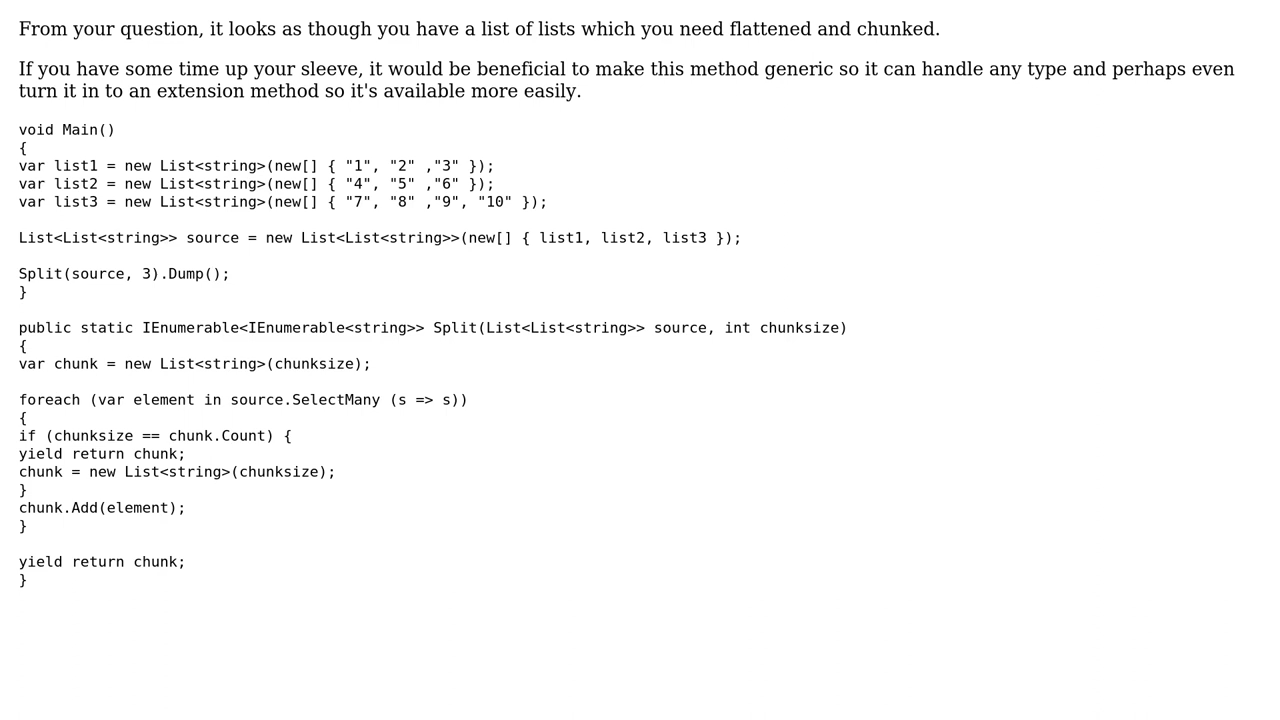 From your question, it looks as though you have a list of lists which you need flattened and chunked.
If you have some time up your sleeve, it would be beneficial to make this method generic so it can handle any type and perhaps even
turn it in to an extension method so it's available more easily.
void Main()
{
var list1 = new List<string>(new[] { "1", "2" ,"3" });
var list2 = new List<string>(new[] { "4", "5" ,"6" });
var list3 = new List<string>(new[] { "7", "8" ,"9", "10" });
List<List<string>> source = new List<List<string>>(new[] { list1, list2, list3 });
Split(source, 3).Dump();
}
public static IEnumerable<IEnumerable<string>> Split(List<List<string>> source, int chunksize)
{
var chunk = new List<string>(chunksize);
foreach (var element in source.SelectMany (s => s))
{
if (chunksize == chunk.Count) {
yield return chunk;
chunk = new List<string>(chunksize);
}
chunk.Add(element);
}
yield return chunk;
}